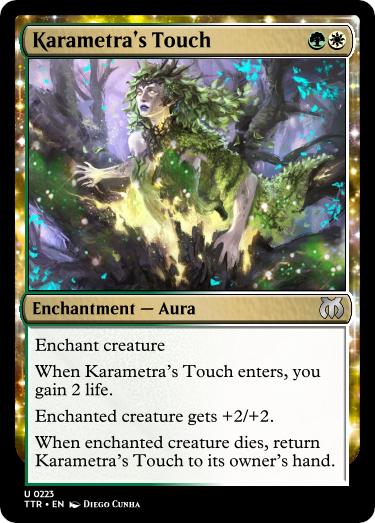 Karametra's Touch
Enchantment — Aura
Enchant creature
When Karametra's Touch enters, you
gain 2 life.
Enchanted creature gets +2/+2.
When enchanted creature dies, return
Karametra's Touch to its owner's hand.
U 0223
TTR • EN Diego Cunha